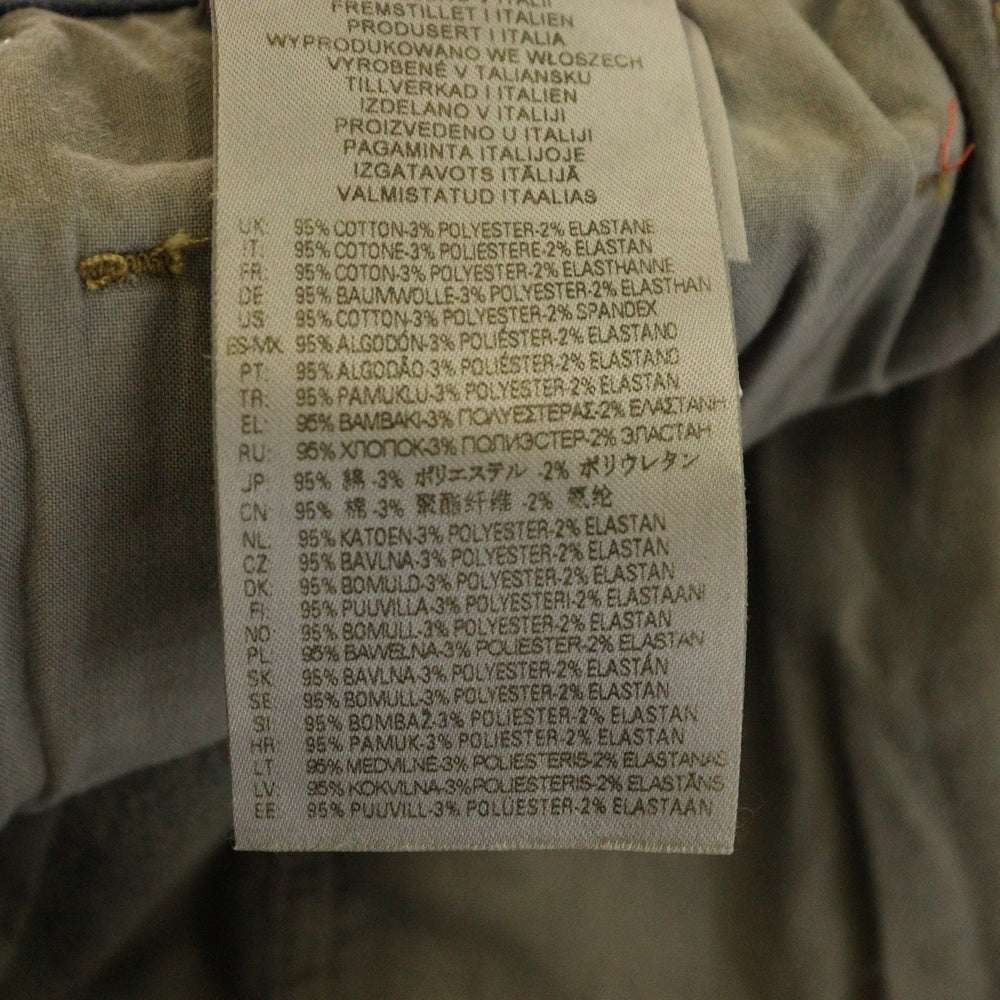 FREMSTILLET I ITALIEN
PRODUSERT I ITALIA
WYPRODUKOWANO WE WŁOSZECH
VYROBENÉ V TALIANSKU
TILLVERKAD I ITALIEN
IZDELANO V ITALIJI
PROIZVEDENO U ITALIJI
PAGAMINTA ITALIJOJE
IZGATAVOTS ITĀLIJĀ
VALMISTATUD ITAALIAS
UK: 95% COTTON-3% POLYESTER-2% ELASTANE
IT: 95% COTONE-3% POLIESTERE-2% ELASTAN
FR: 95% COTON-3% POLYESTER-2% ELASTHANNE
DE 95% BAUMWOLLE-3% POLYESTER-2% ELASTHAN
US 95% COTTON-3% POLYESTER-2% SPANDEX
ES-MX 95% ALGODÓN-3% POLIÉSTER-2% ELASTANO
PT: 95% ALGODÃO-3% POLIÉSTER-2% ELASTANO
TR: 95% PAMUKLU-3% POLYESTER-2% ELASTAN
EL: 95% ΒΑΜΒΑΚΙ-3% ΠΟΛΥΕΣΤΕΡΑΣ-2% ΕΛΑΣΤΑΝΗ
RU: 95% ХЛОПОК-3% ПОЛИЭСТЕР-2% ЭЛАСТАН
JP 95% 綿 -3% ポリエステル -2% ポリウレタン
CN 95% 棉 -3% 聚酯纤维 -2% 氨纶
NL: 95% KATOEN-3% POLYESTER-2% ELASTAN
CZ: 95% BAVLNA-3% POLYESTER-2% ELASTAN
DK: 95% BOMULD-3% POLYESTER-2% ELASTAN
FI: 95% PUUVILLA-3% POLYESTERI-2% ELASTAANI
NO: 95% BOMULL-3% POLYESTER-2% ELASTAN
PL: 95% BAWEŁNA-3% POLIESTER-2% ELASTAN
SK: 95% BAVLNA-3% POLYESTER-2% ELASTÁN
SE: 95% BOMULL-3% POLYESTER-2% ELASTAN
SI: 95% BOMBAŽ-3% POLIESTER-2% ELASTAN
HR: 95% PAMUK-3% POLIESTER-2% ELASTAN
LT: 95% MEDVILNĖ-3% POLIESTERIS-2% ELASTANAS
LV: 95% KOKVILNA-3% POLIESTERIS-2% ELASTĀNS
EE: 95% PUUVILL-3% POLÜESTER-2% ELASTAAN